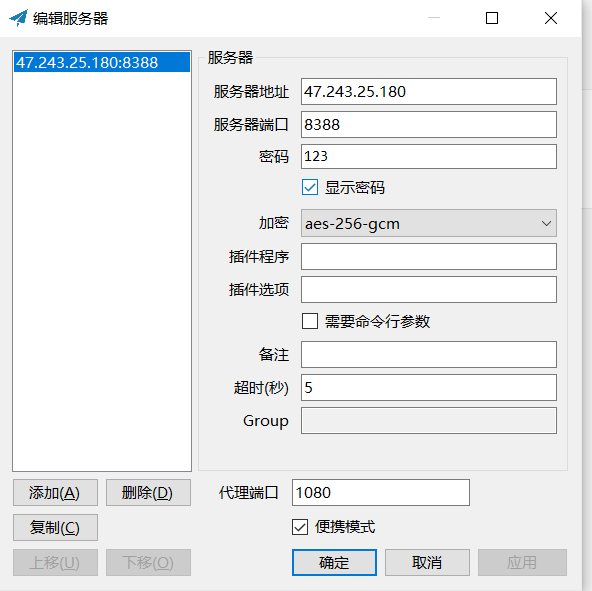 编辑服务器
47.243.25.180:8388
服务器
服务器地址 47.243.25.180
服务器端口 8388
密码 123
显示密码
加密 aes-256-gcm
插件程序
插件选项
需要命令行参数
备注
超时(秒) 5
Group
添加(A) 删除(D) 代理端口 1080
复制(C) 便携模式
上移(U) 下移(O) 确定 取消 应用